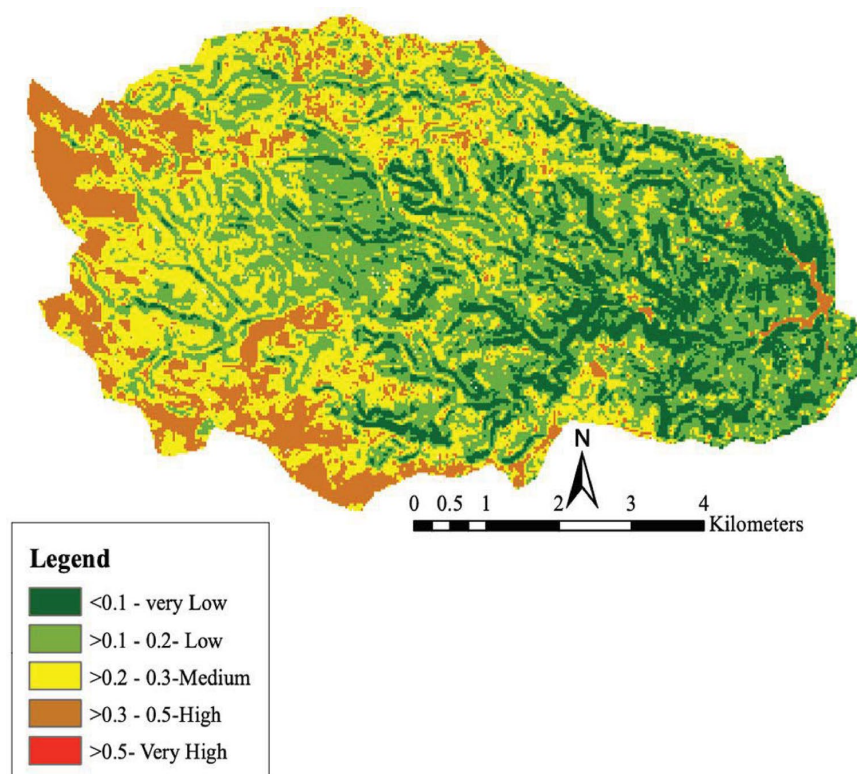 N
0 0.5 1 2 3 4
Kilometers
Legend
<0.1 - very Low
>0.1 - 0.2- Low
>0.2 - 0.3-Medium
>0.3 - 0.5-High
>0.5- Very High